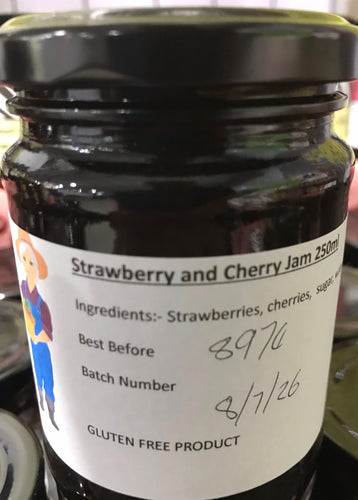 Strawberry and Cherry Jam 250ml
Ingredients:- Strawberries, cherries, sugar,
Best Before
8976
Batch Number
8/7/26
GLUTEN FREE PRODUCT